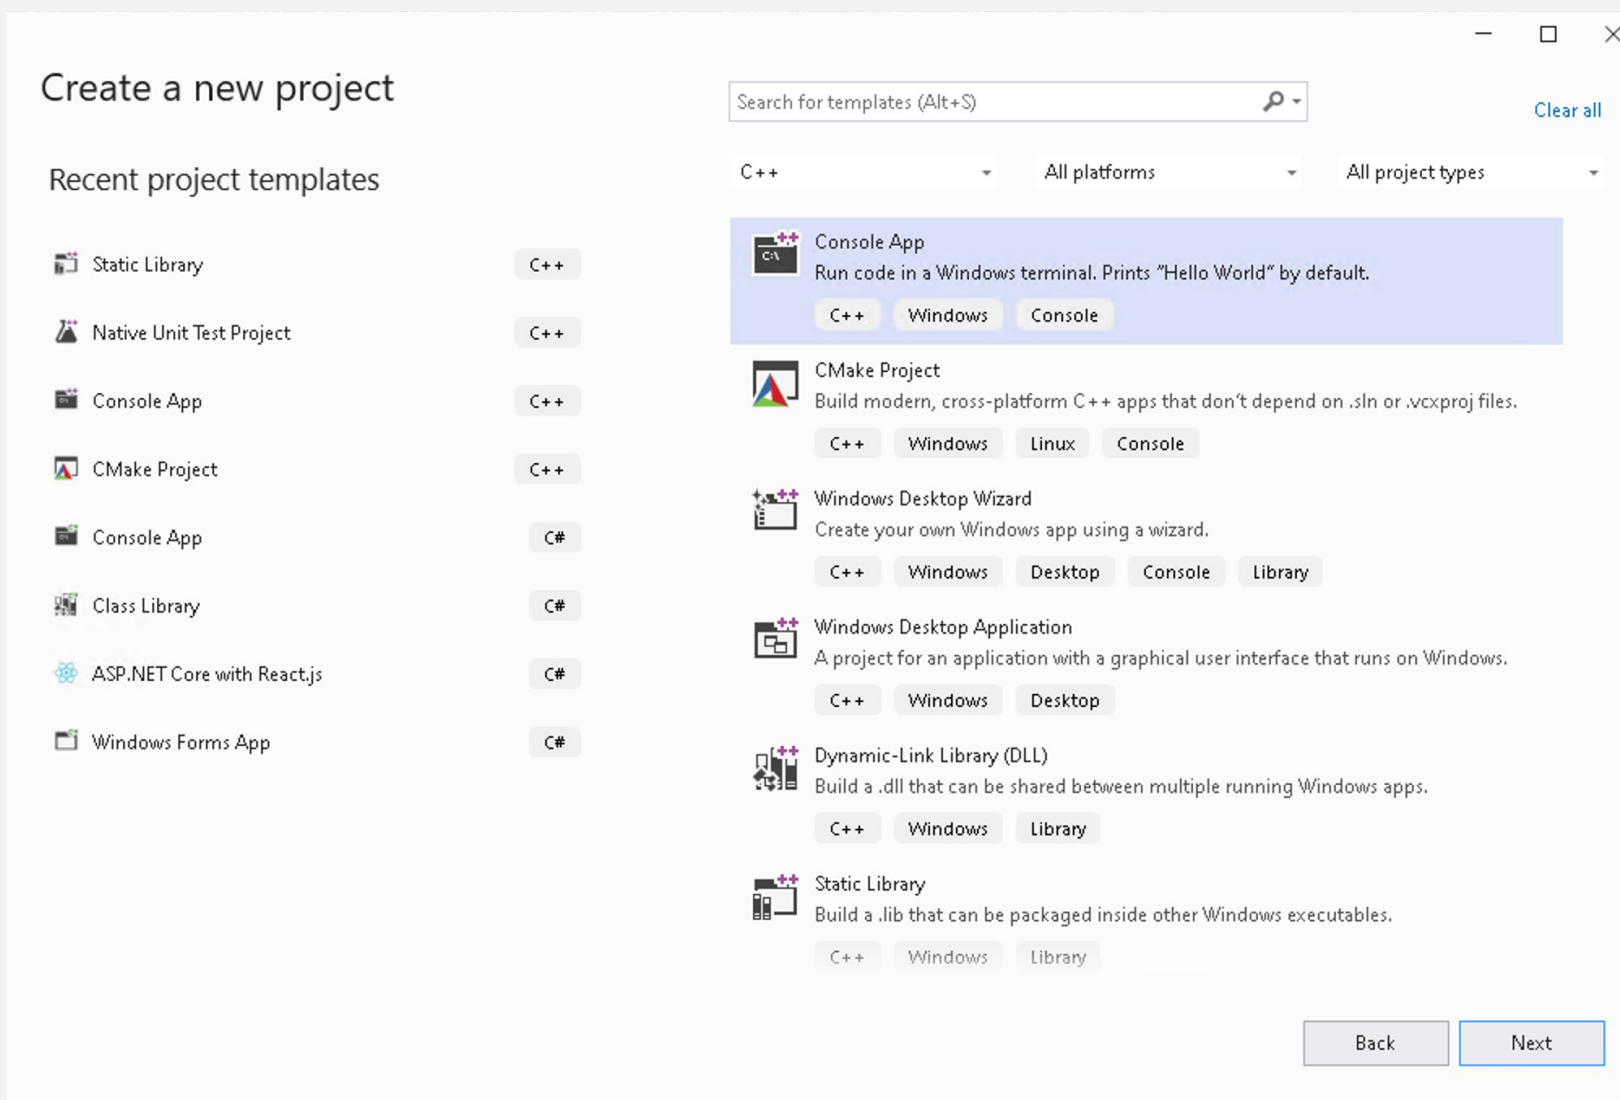 Create a new project
Search for templates (Alt+S)
Clear all
C++
All platforms
All project types
Recent project templates
Static Library C++
Native Unit Test Project C++
Console App C++
CMake Project C++
Console App C#
Class Library C#
ASP.NET Core with React.js C#
Windows Forms App C#
Console App
Run code in a Windows terminal. Prints "Hello World" by default.
C++ Windows Console
CMake Project
Build modern, cross-platform C++ apps that don't depend on .sln or .vcxproj files.
C++ Windows Linux Console
Windows Desktop Wizard
Create your own Windows app using a wizard.
C++ Windows Desktop Console Library
Windows Desktop Application
A project for an application with a graphical user interface that runs on Windows.
C++ Windows Desktop
Dynamic-Link Library (DLL)
Build a .dll that can be shared between multiple running Windows apps.
C++ Windows Library
Static Library
Build a .lib that can be packaged inside other Windows executables.
C++ Windows Library
Back
Next